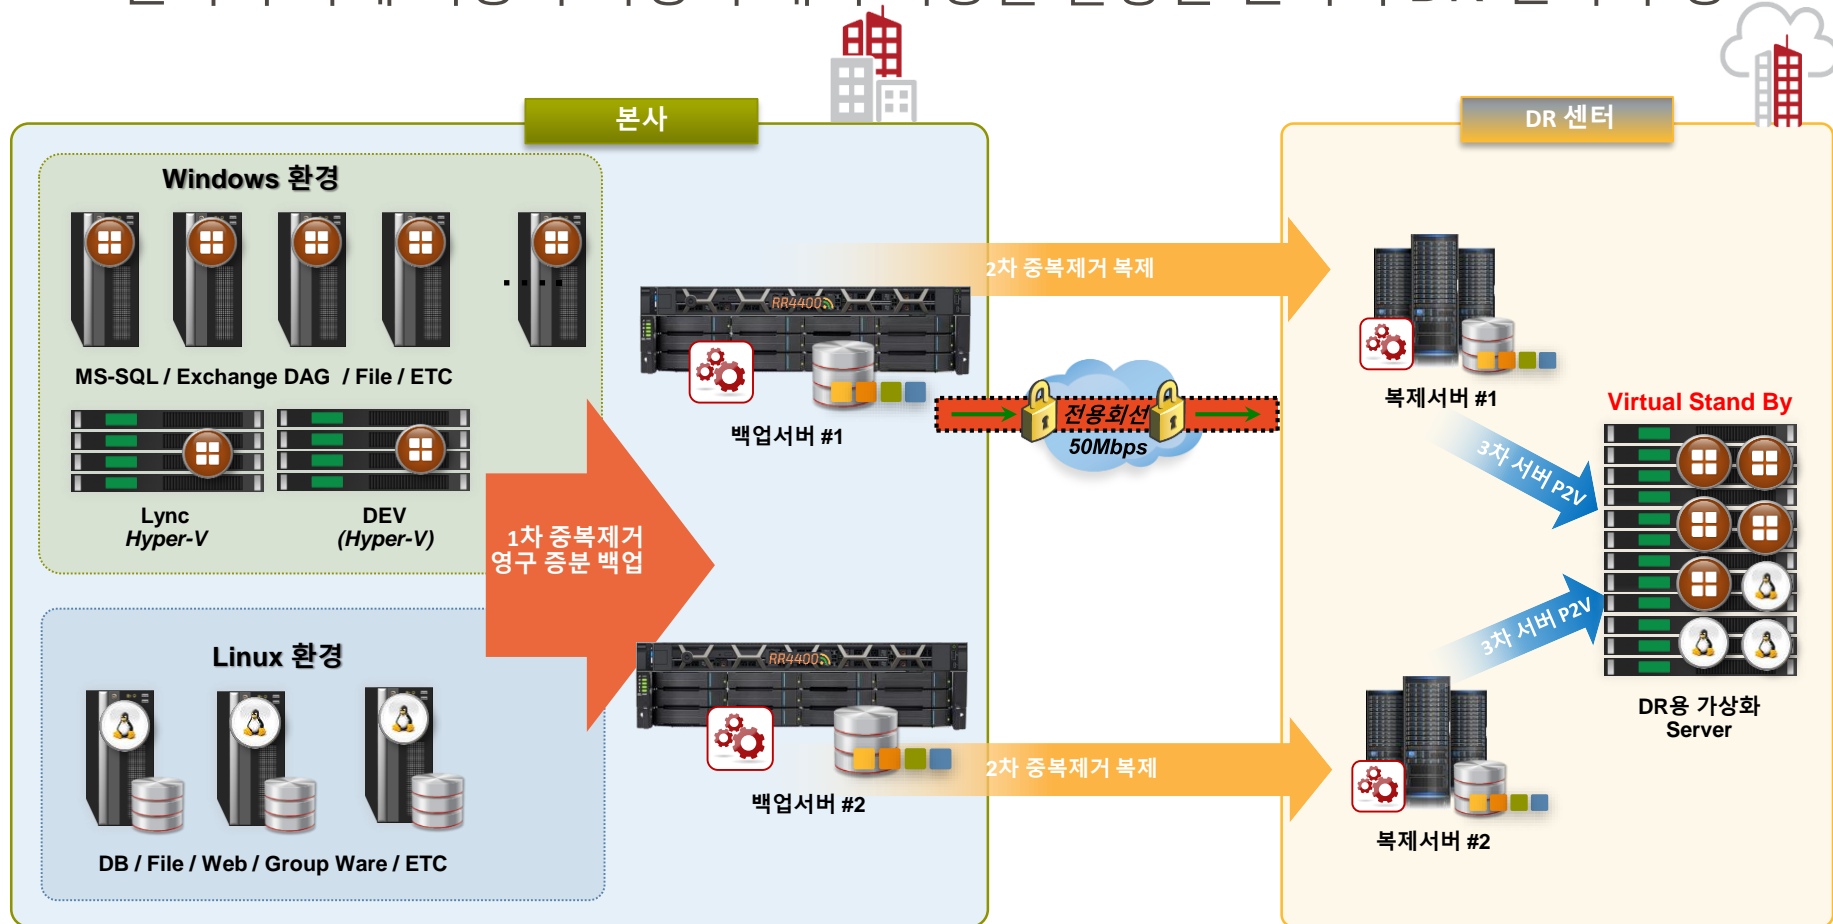 본사
DR 센터
Windows 환경
MS-SQL / Exchange DAG / File / ETC
Lync
Hyper-V
DEV
(Hyper-V)
1차 중복제거
영구 증분 백업
Linux 환경
DB / File / Web / Group Ware / ETC
RR4400
백업서버 #1
RR4400
백업서버 #2
2차 중복제거 복제
전용회선
50Mbps
2차 중복제거 복제
복제서버 #1
복제서버 #2
3차 서버 P2V
3차 서버 P2V
Virtual Stand By
DR용 가상화
Server